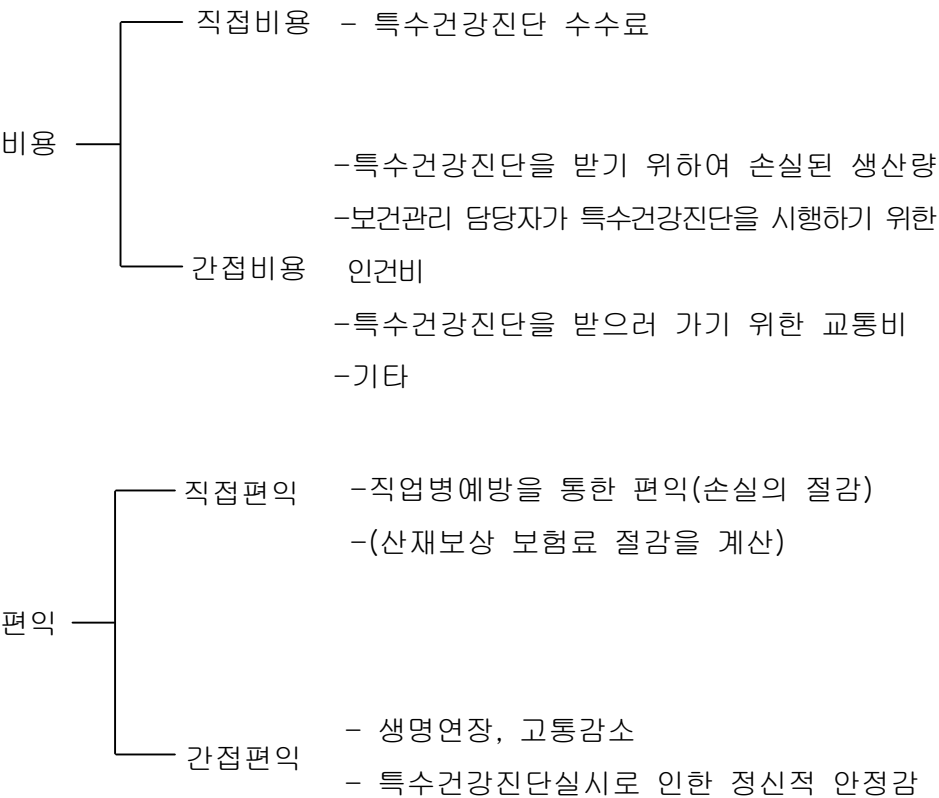 직접비용 - 특수건강진단 수수료
비용
-특수건강진단을 받기 위하여 손실된 생산량
-보건관리 담당자가 특수건강진단을 시행하기 위한
간접비용 인건비
-특수건강진단을 받으러 가기 위한 교통비
-기타
직접편익 -직업병예방을 통한 편익(손실의 절감)
-(산재보상 보험료 절감을 계산)
편익
- 생명연장, 고통감소
간접편익
- 특수건강진단실시로 인한 정신적 안정감